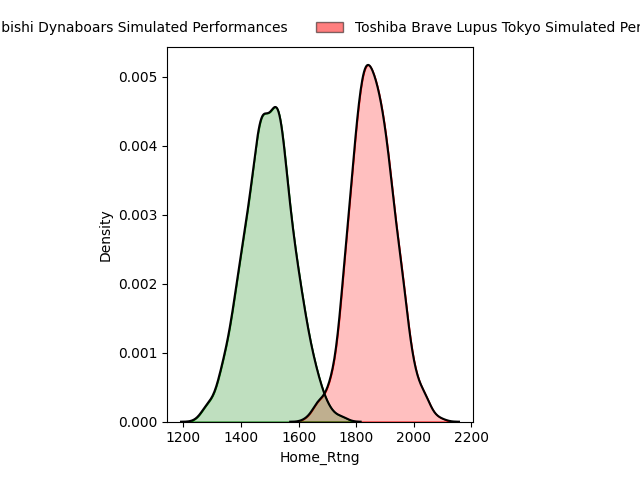 bishi Dynaboars Simulated Performances Toshiba Brave Lupus Tokyo Simulated Per
0.005
0.004
0.003
0.002
0.001
0.000
Density
1200 1400 1600 1800 2000 2200
Home_Rtng